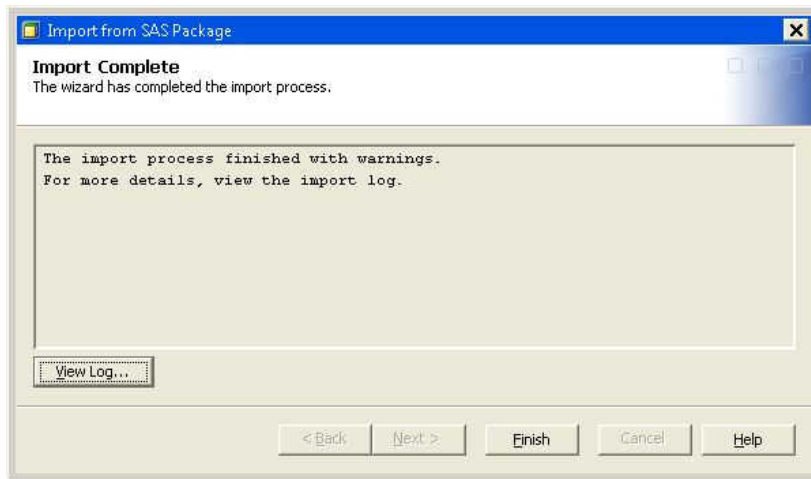 Import from SAS Package
Import Complete
The wizard has completed the import process.
The import process finished with warnings.
For more details, view the import log.
View Log...
< Back Next > Finish Cancel Help